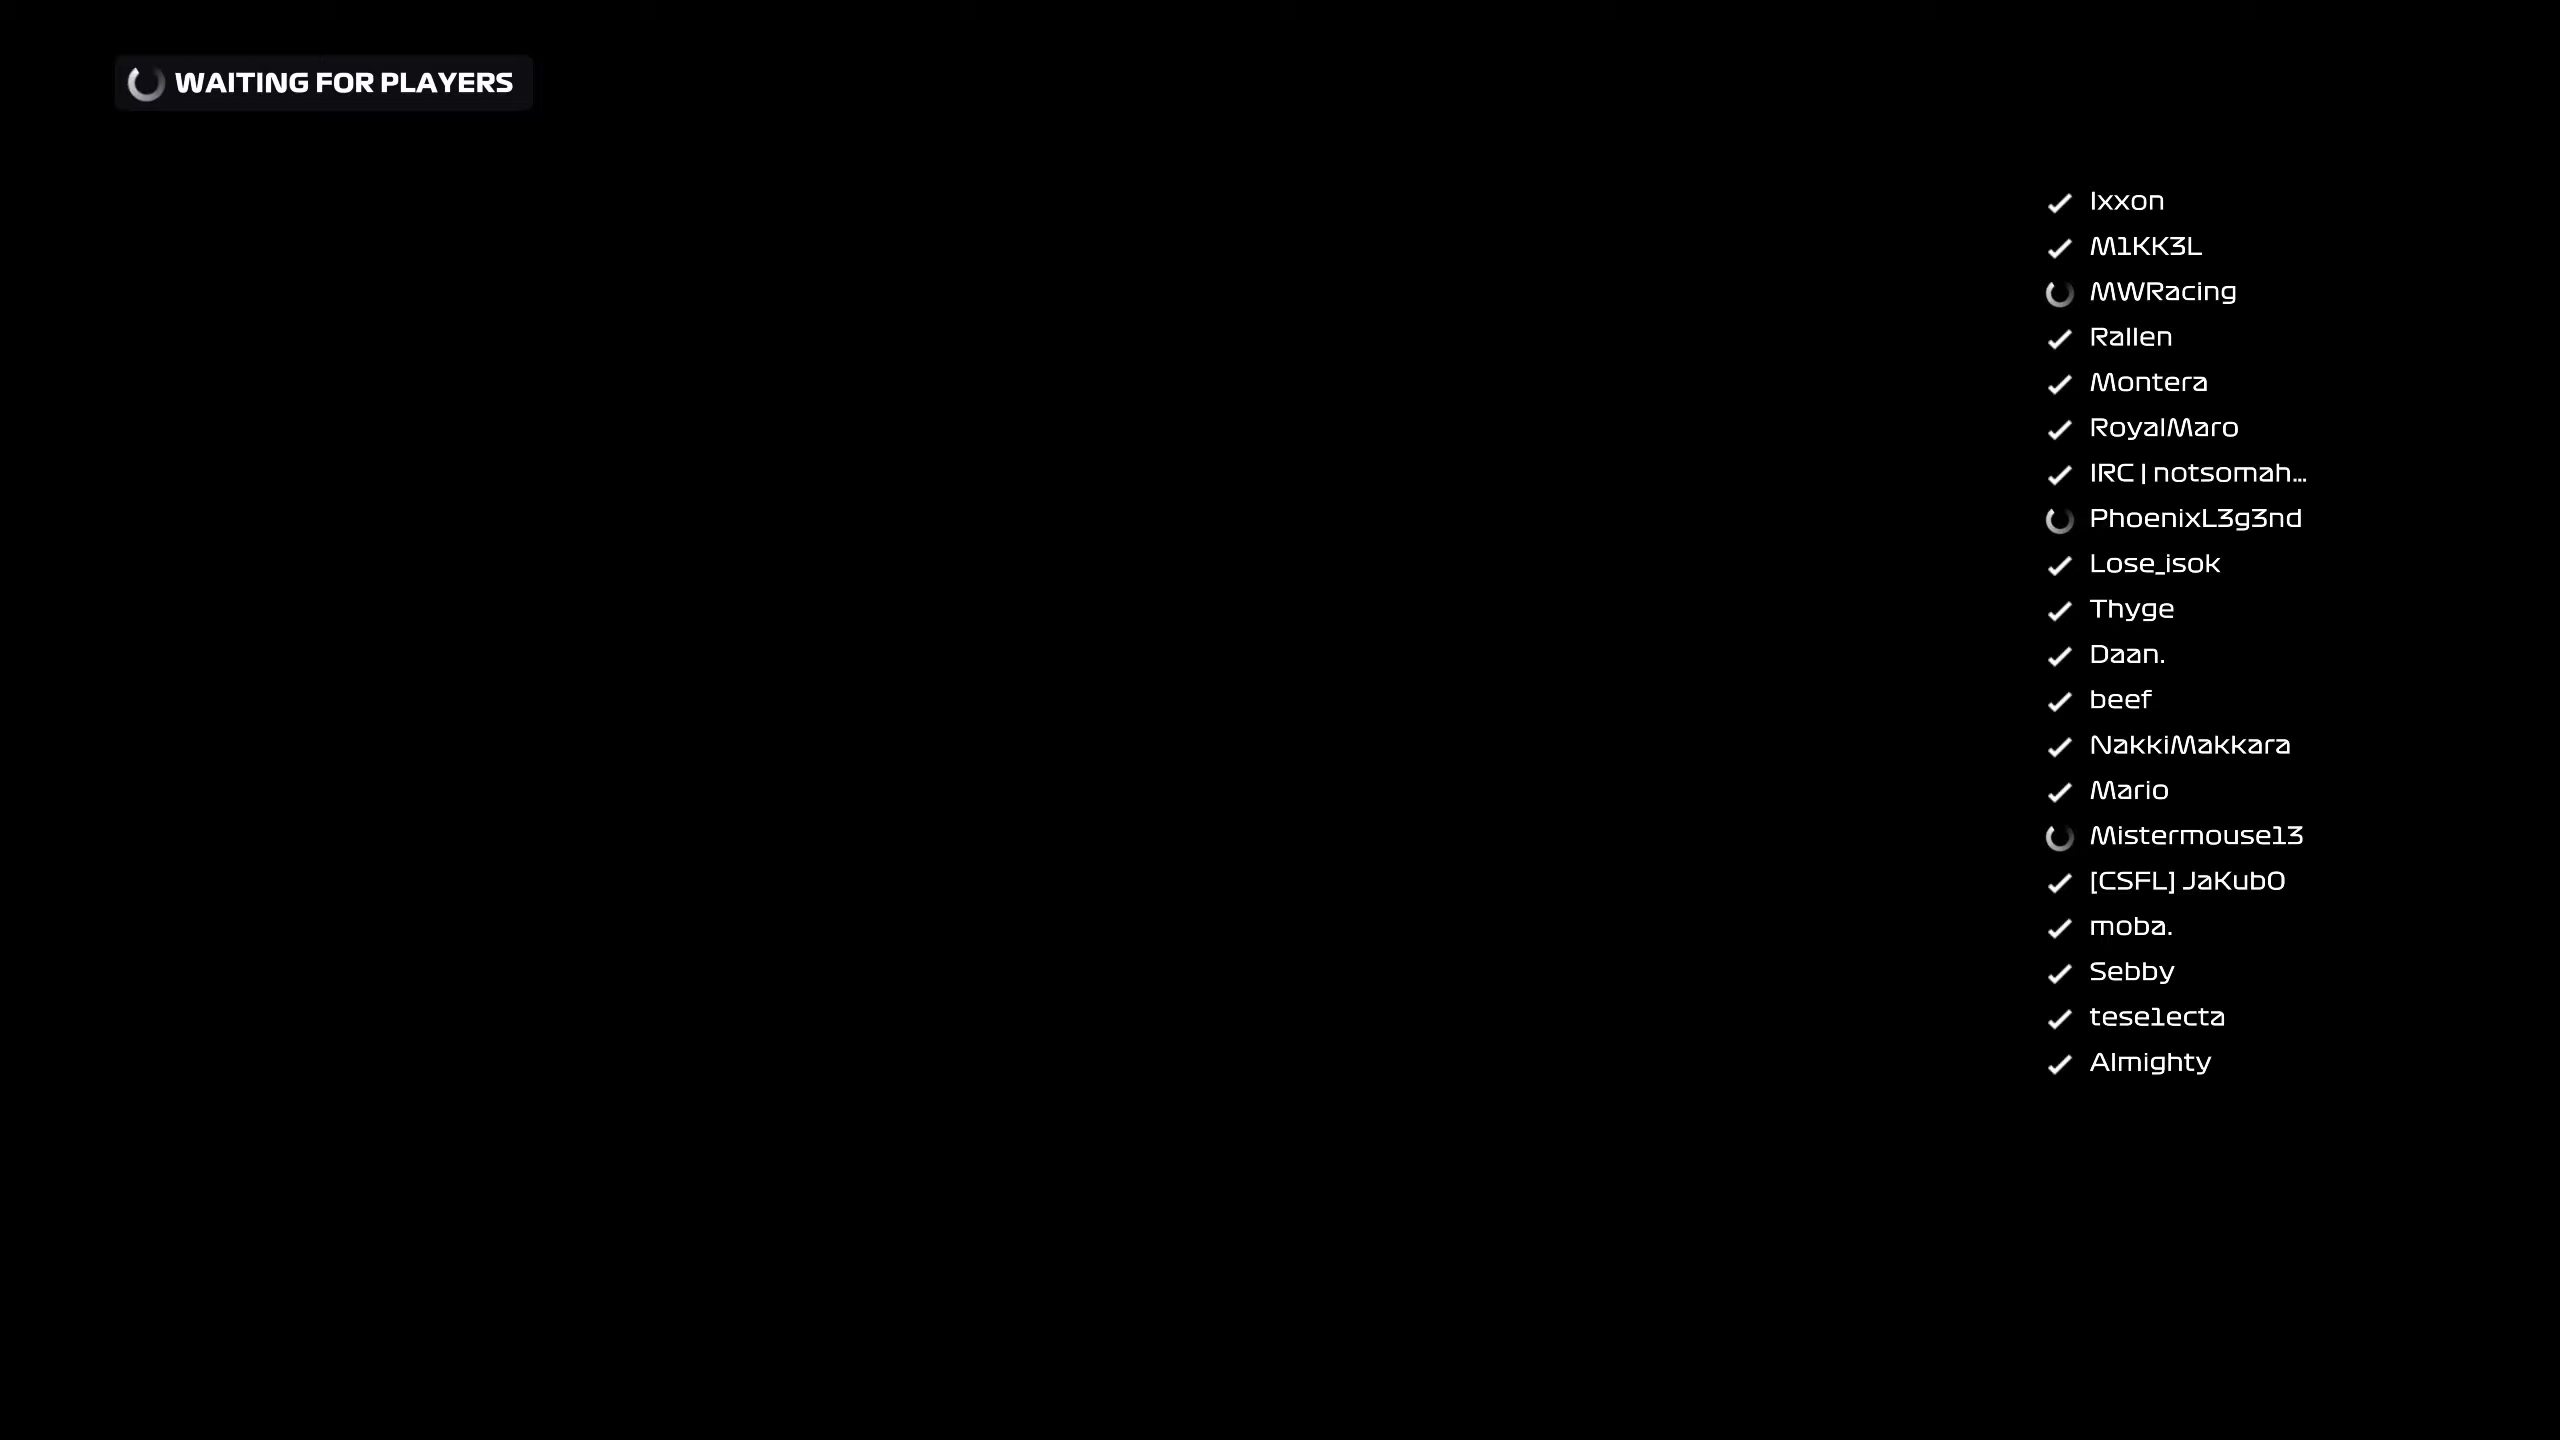 WAITING FOR PLAYERS
Ixxon
M1KK3L
MWRacing
Rallen
Montera
RoyalMaro
IRC | notsomah...
PhoenixL3g3nd
Lose_isok
Thyge
Daan.
beef
NakkiMakkara
Mario
Mistermouse13
[CSFL] JaKub0
moba.
Sebby
tese1ecta
Almighty